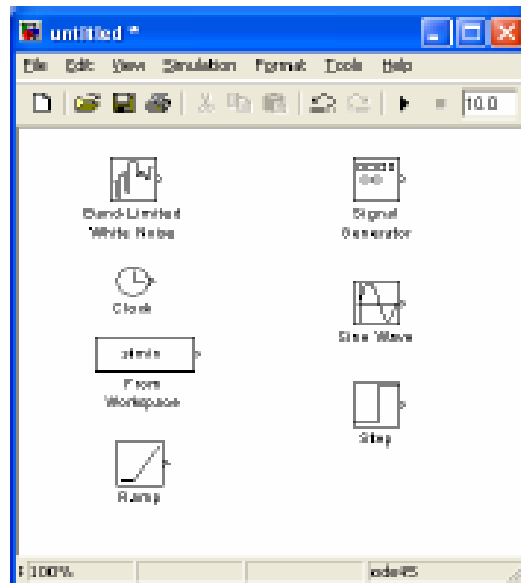 untitled *
File Edit View Simulation Format Tools Help
10.0
Band-Limited
White Noise
Signal
Generator
Clock
Sine Wave
simin
From
Workspace
Step
Ramp
100%
ode45